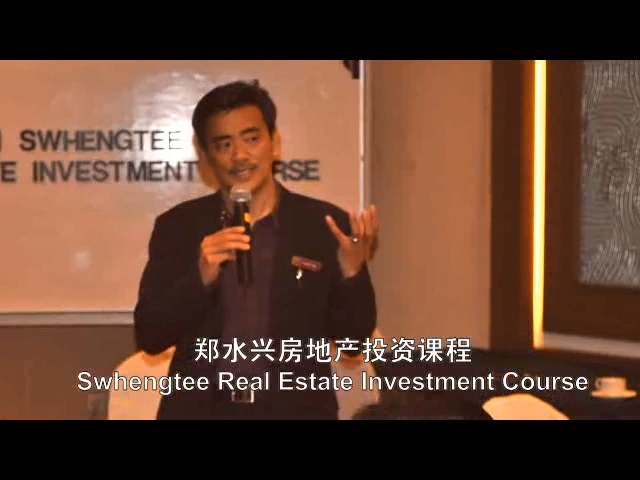 SWHENGTEE
INVESTMENT COURSE
郑水兴房地产投资课程
Swhengtee Real Estate Investment Course